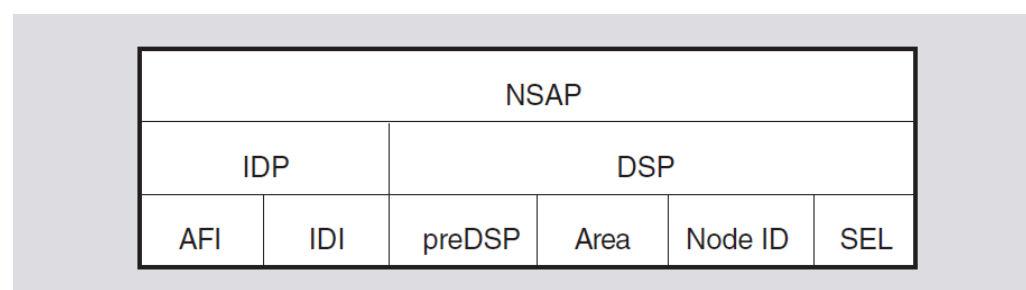 NSAP
IDP DSP
AFI IDI preDSP Area Node ID SEL